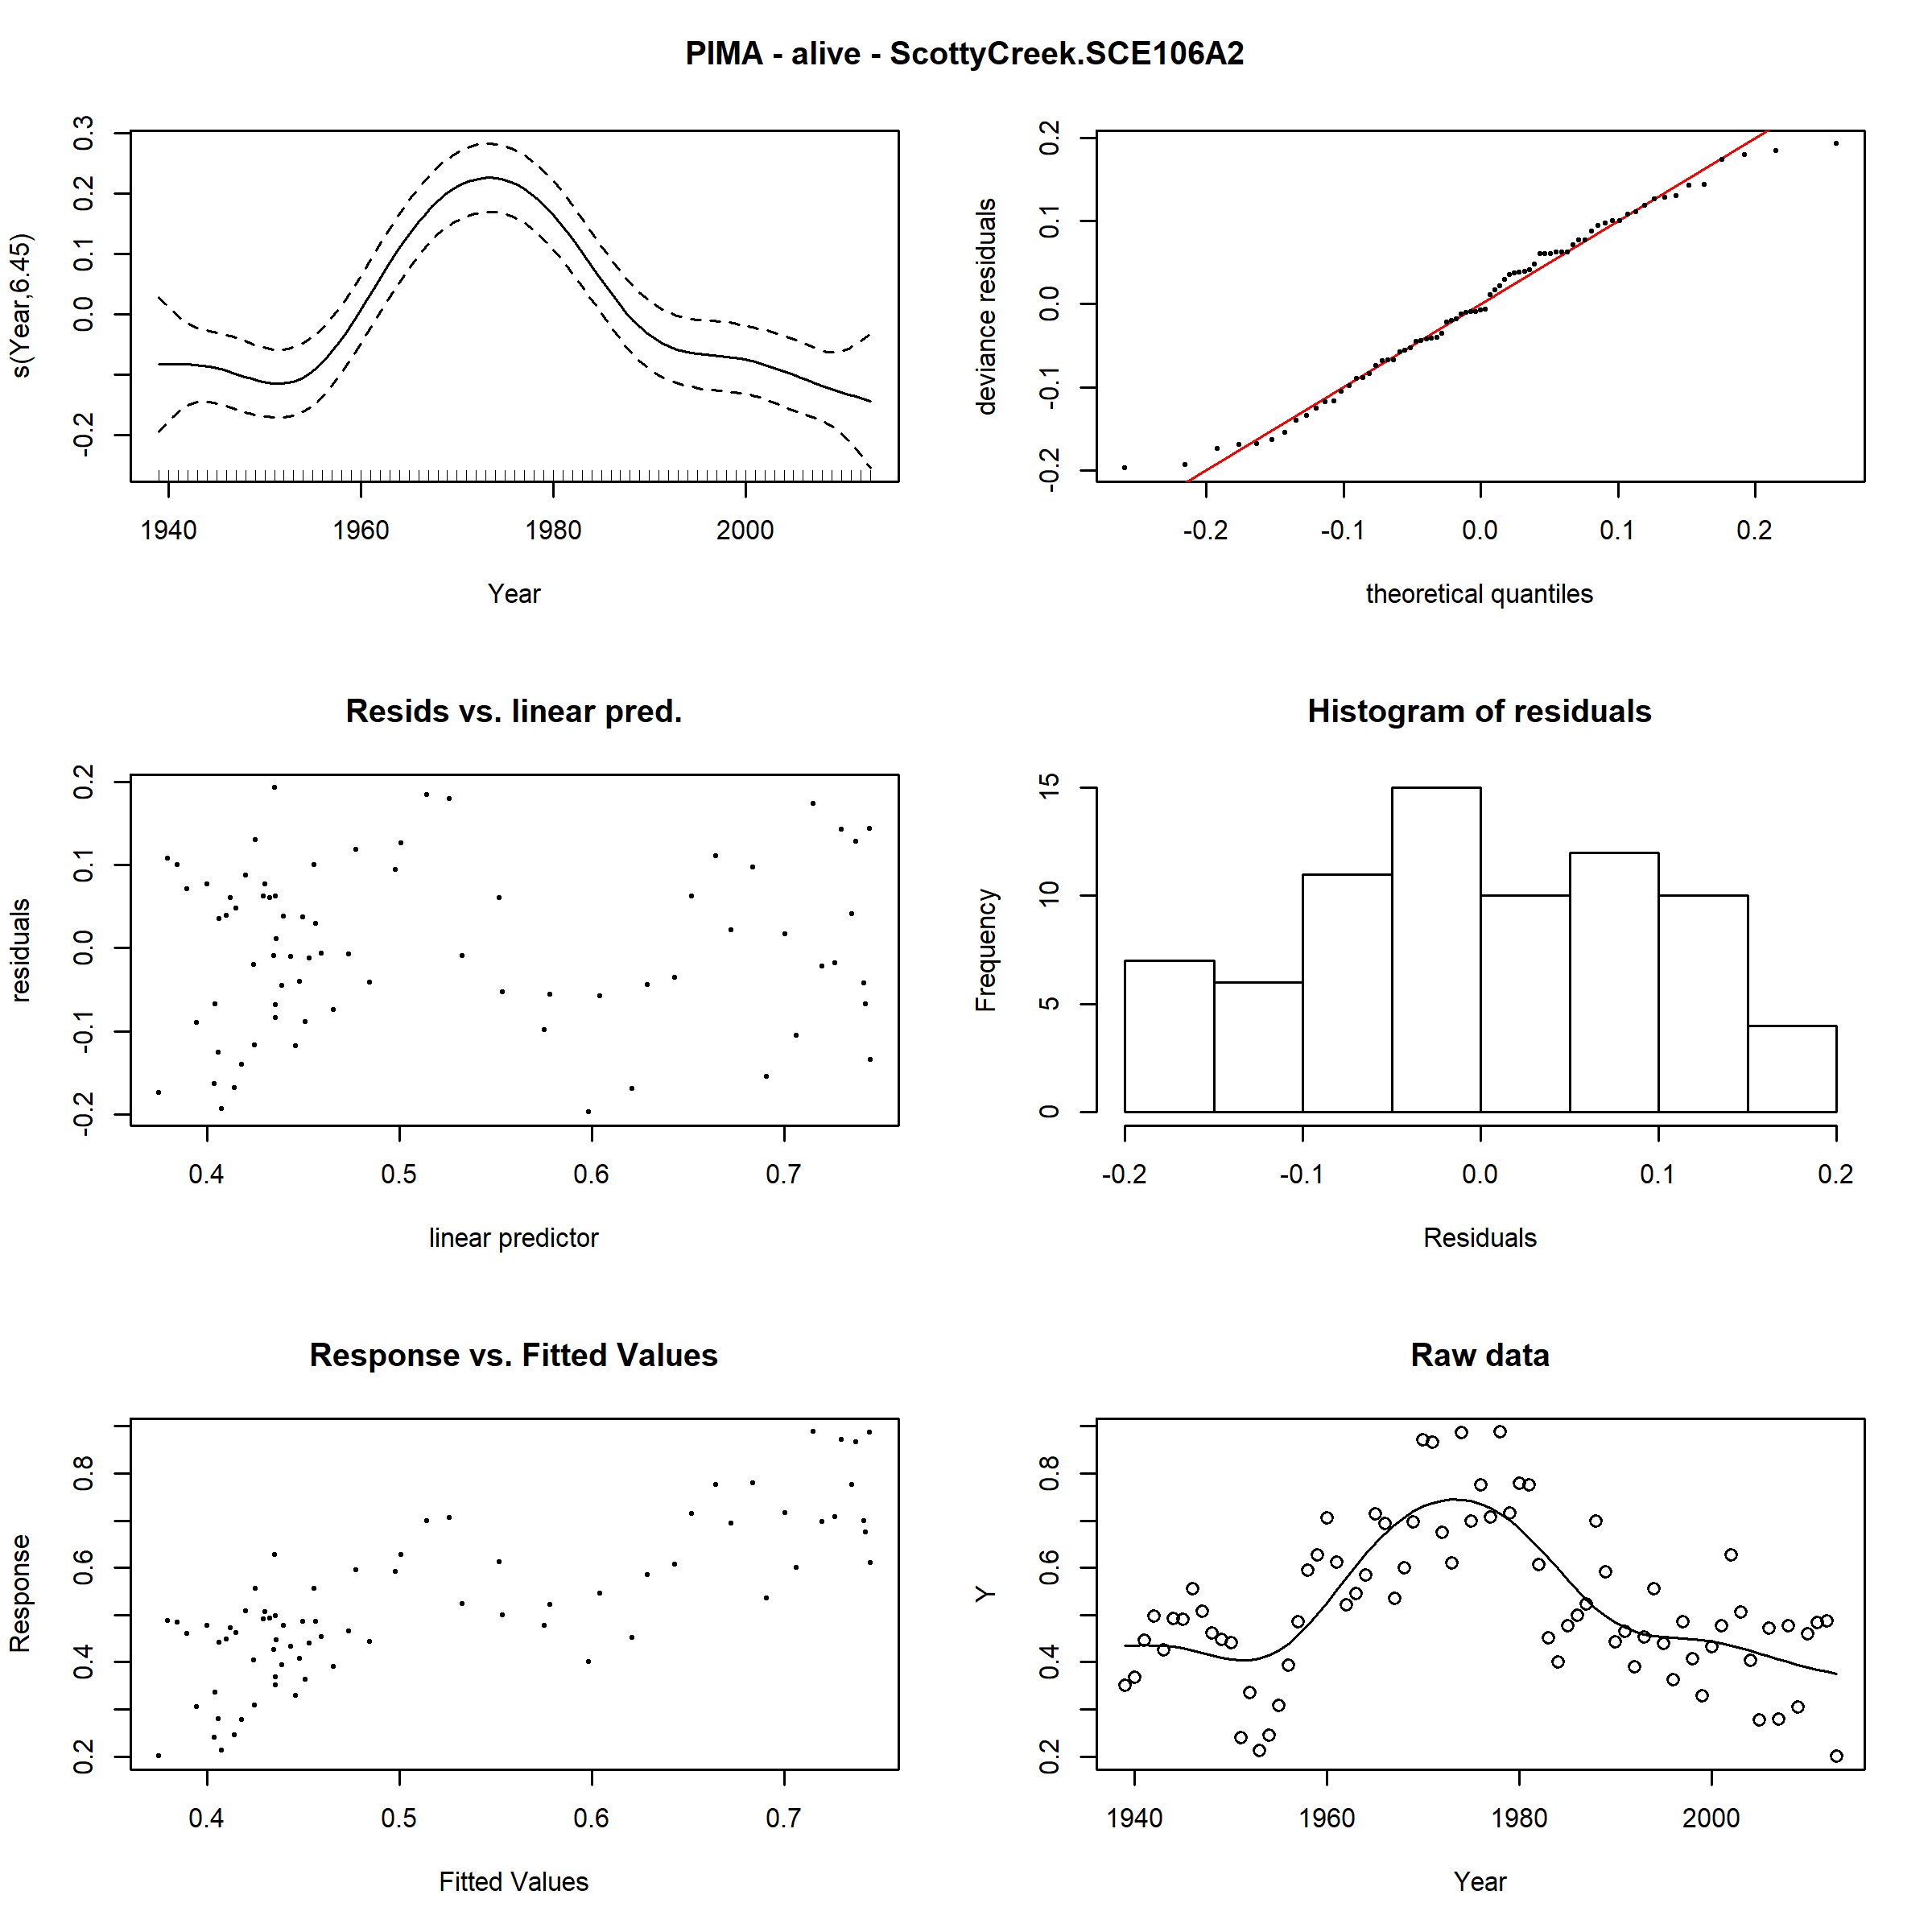 PIMA - alive - ScottyCreek.SCE106A2
s(Year,6.45)
0.3
0.2
0.1
0.0
-0.2
1940 1960 1980 2000
Year
deviance residuals
0.2
0.1
0.0
-0.1
-0.2
-0.2 -0.1 0.0 0.1 0.2
theoretical quantiles
Resids vs. linear pred.
residuals
0.2
0.1
0.0
-0.1
-0.2
0.4 0.5 0.6 0.7
linear predictor
Histogram of residuals
Frequency
15
10
5
0
-0.2 -0.1 0.0 0.1 0.2
Residuals
Response vs. Fitted Values
Response
0.8
0.6
0.4
0.2
0.4 0.5 0.6 0.7
Fitted Values
Raw data
Y
0.8
0.6
0.4
0.2
1940 1960 1980 2000
Year